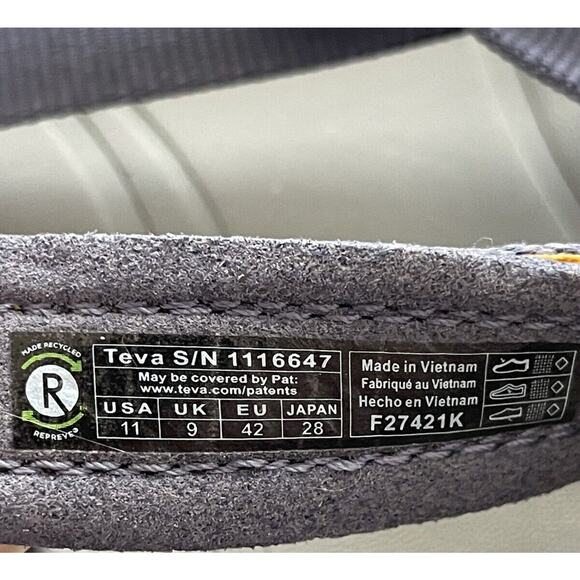 MADE RECYCLED
R
REPREVE
Teva S/N 1116647
May be covered by Pat:
www.teva.com/patents
USA UK EU JAPAN
11 9 42 28
Made in Vietnam
Fabriqué au Vietnam
Hecho en Vietnam
F27421K